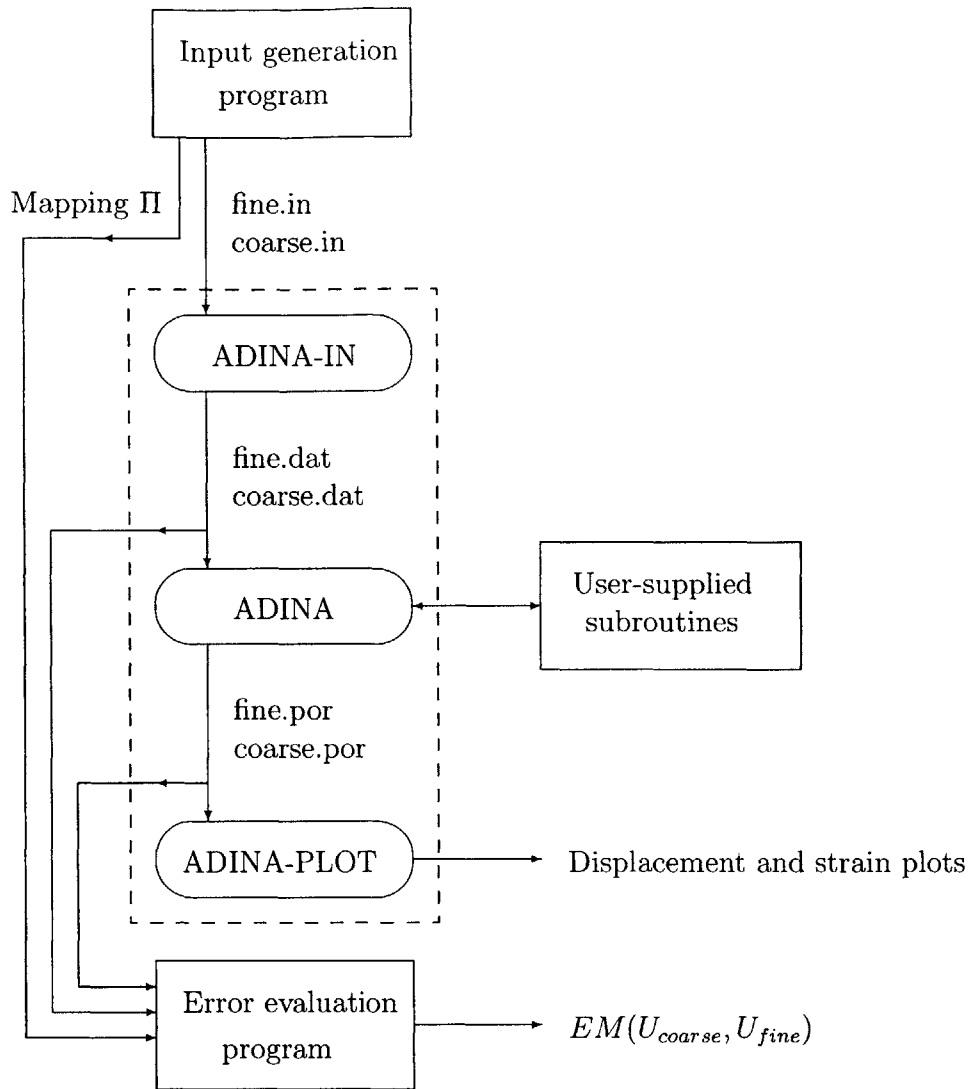 Input generation
program
Mapping Π
fine.in
coarse.in
ADINA-IN
fine.dat
coarse.dat
ADINA
User-supplied
subroutines
fine.por
coarse.por
ADINA-PLOT
Displacement and strain plots
Error evaluation
program
EM(U_coarse, U_fine)